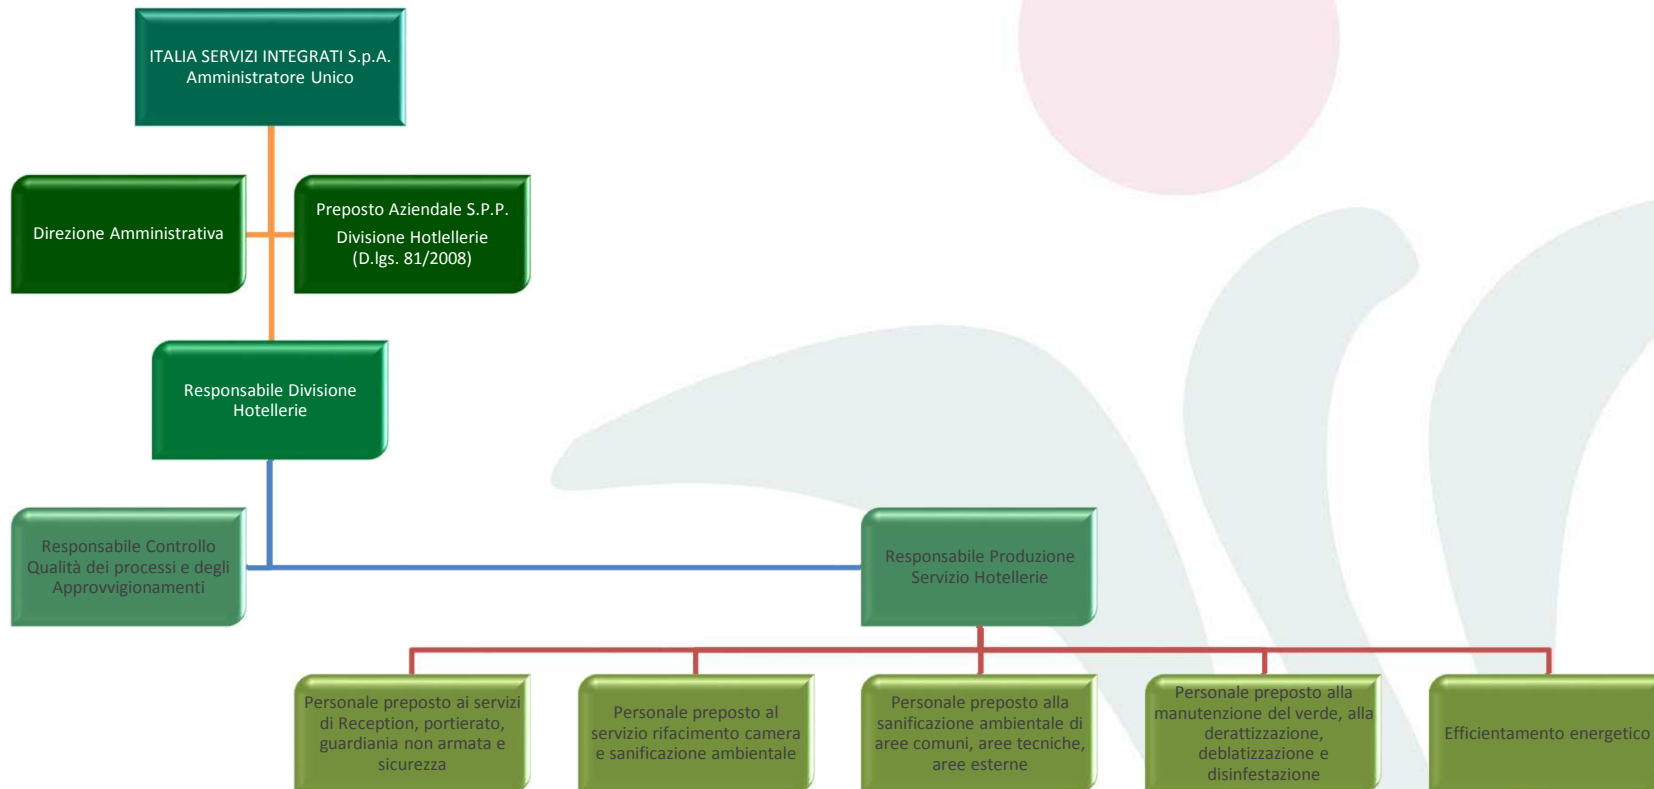 ITALIA SERVIZI INTEGRATI S.p.A.
Amministratore Unico
Direzione Amministrativa
Preposto Aziendale S.P.P.
Divisione Hotlellerie
(D.lgs. 81/2008)
Responsabile Divisione
Hotellerie
Responsabile Controllo
Qualità dei processi e degli
Approvvigionamenti
Responsabile Produzione
Servizio Hotellerie
Personale preposto ai servizi
di Reception, portierato,
guardiania non armata e
sicurezza
Personale preposto al
servizio rifacimento camera
e sanificazione ambientale
Personale preposto alla
sanificazione ambientale di
aree comuni, aree tecniche,
aree esterne
Personale preposto alla
manutenzione del verde, alla
derattizzazione,
deblatizzazione e
disinfestazione
Efficientamento energetico